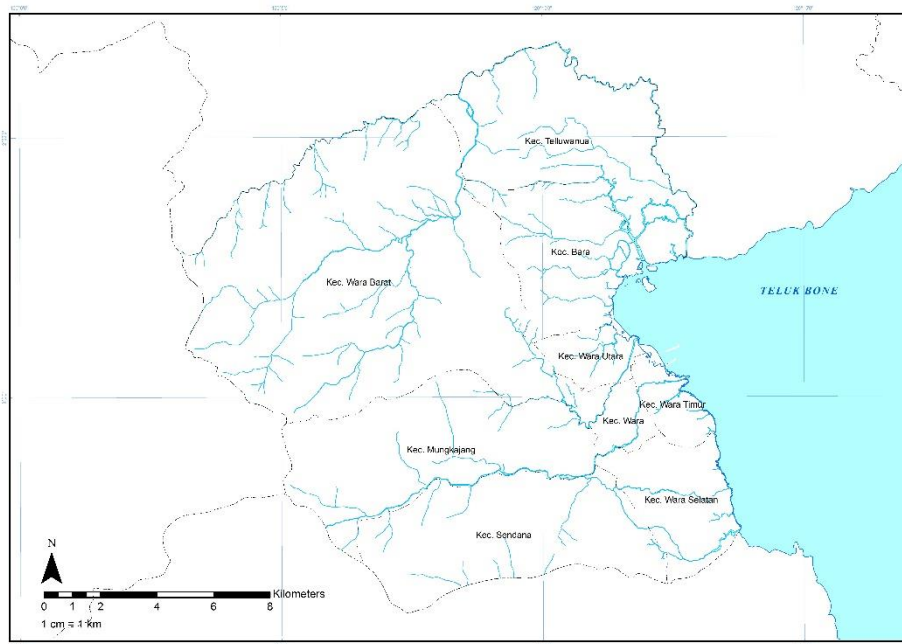 Kec. Telluwanua
Kec. Bara
TELUK BONE
Kec. Wara Barat
Kec. Wara Utara
Kec. Wara Timur
Kec. Wara
Kec. Mungkajang
Kec. Wara Selatan
Kec. Sendana
N
Kilometers
0 1 2 4 6 8
1 cm = 1 km